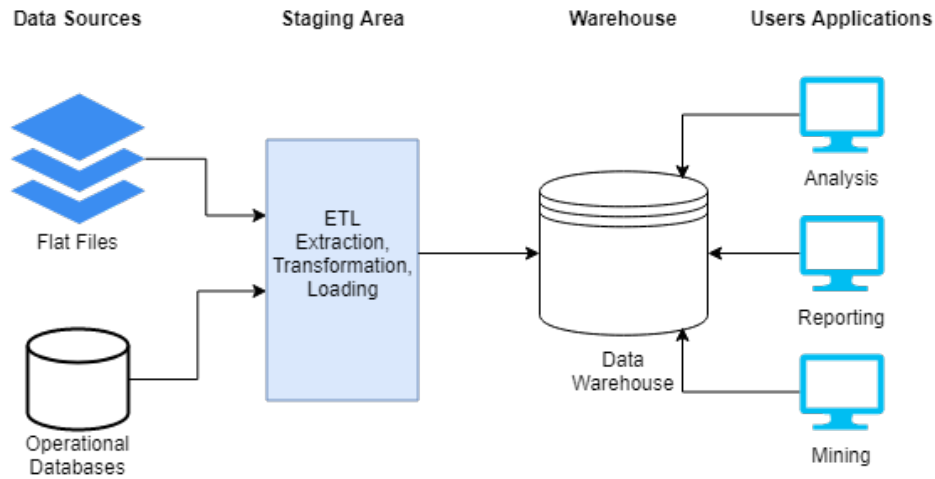 Data Sources
Staging Area
Warehouse
Users Applications
Flat Files
Operational
Databases
ETL
Extraction,
Transformation,
Loading
Data
Warehouse
Analysis
Reporting
Mining